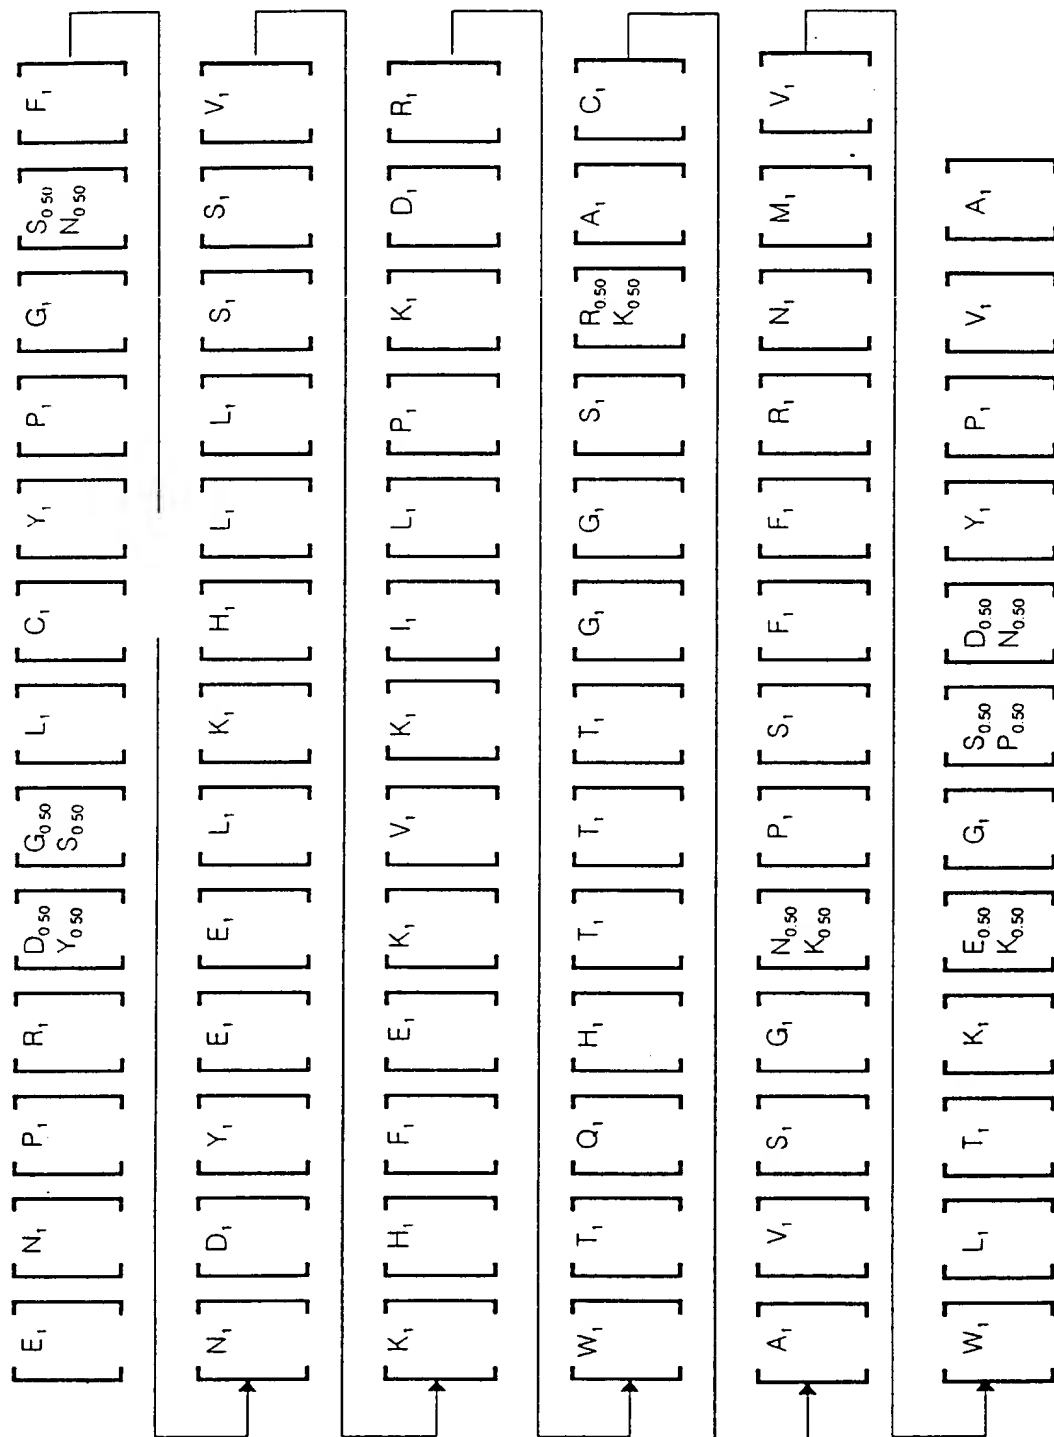 E₁ N₁ P₁ R₁ D₀.₅₀ G₀.₅₀ L₁ C₁ Y₁ P₁ G₁ S₀.₅₀ F₁
Y₀.₅₀ S₀.₅₀ N₀.₅₀
N₁ D₁ Y₁ E₁ E₁ L₁ K₁ H₁ L₁ L₁ S₁ S₁ V₁
K₁ H₁ F₁ E₁ K₁ V₁ K₁ I₁ L₁ P₁ K₁ D₁ R₁
W₁ T₁ Q₁ H₁ T₁ T₁ T₁ G₁ G₁ S₁ R₀.₅₀ A₁ C₁
K₀.₅₀
A₁ V₁ S₁ G₁ N₀.₅₀ P₁ S₁ F₁ F₁ R₁ N₁ M₁ V₁
K₀.₅₀
W₁ L₁ T₁ K₁ E₀.₅₀ G₁ S₀.₅₀ D₀.₅₀ Y₁ P₁ V₁ A₁
K₀.₅₀ P₀.₅₀ N₀.₅₀